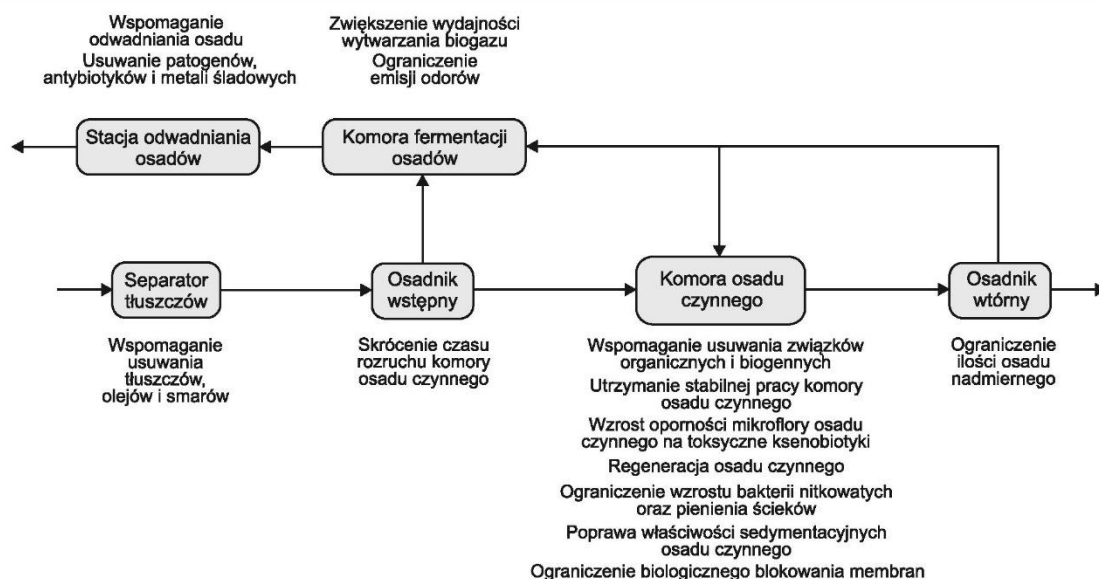 Wspomaganie
odwadniania osadu
Usuwanie patogenów,
antybiotyków i metali śladowych
Zwiększenie wydajności
wytwarzania biogazu
Ograniczenie
emisji odorów
Stacja odwadniania
osadów
Komora fermentacji
osadów
Separator
tłuszczów
Osadnik
wstępny
Komora osadu
czynnego
Osadnik
wtórny
Wspomaganie
usuwania
tłuszczów,
olejów i smarów
Skrócenie czasu
rozruchu komory
osadu czynnego
Wspomaganie usuwania związków
organicznych i biogennych
Utrzymanie stabilnej pracy komory
osadu czynnego
Wzrost oporności mikroflory osadu
czynnego na toksyczne ksenobiotyki
Regeneracja osadu czynnego
Ograniczenie wzrostu bakterii nitkowatych
oraz pienienia ścieków
Poprawa właściwości sedymentacyjnych
osadu czynnego
Ograniczenie biologicznego blokowania membran
Ograniczenie
ilości osadu
nadmiernego